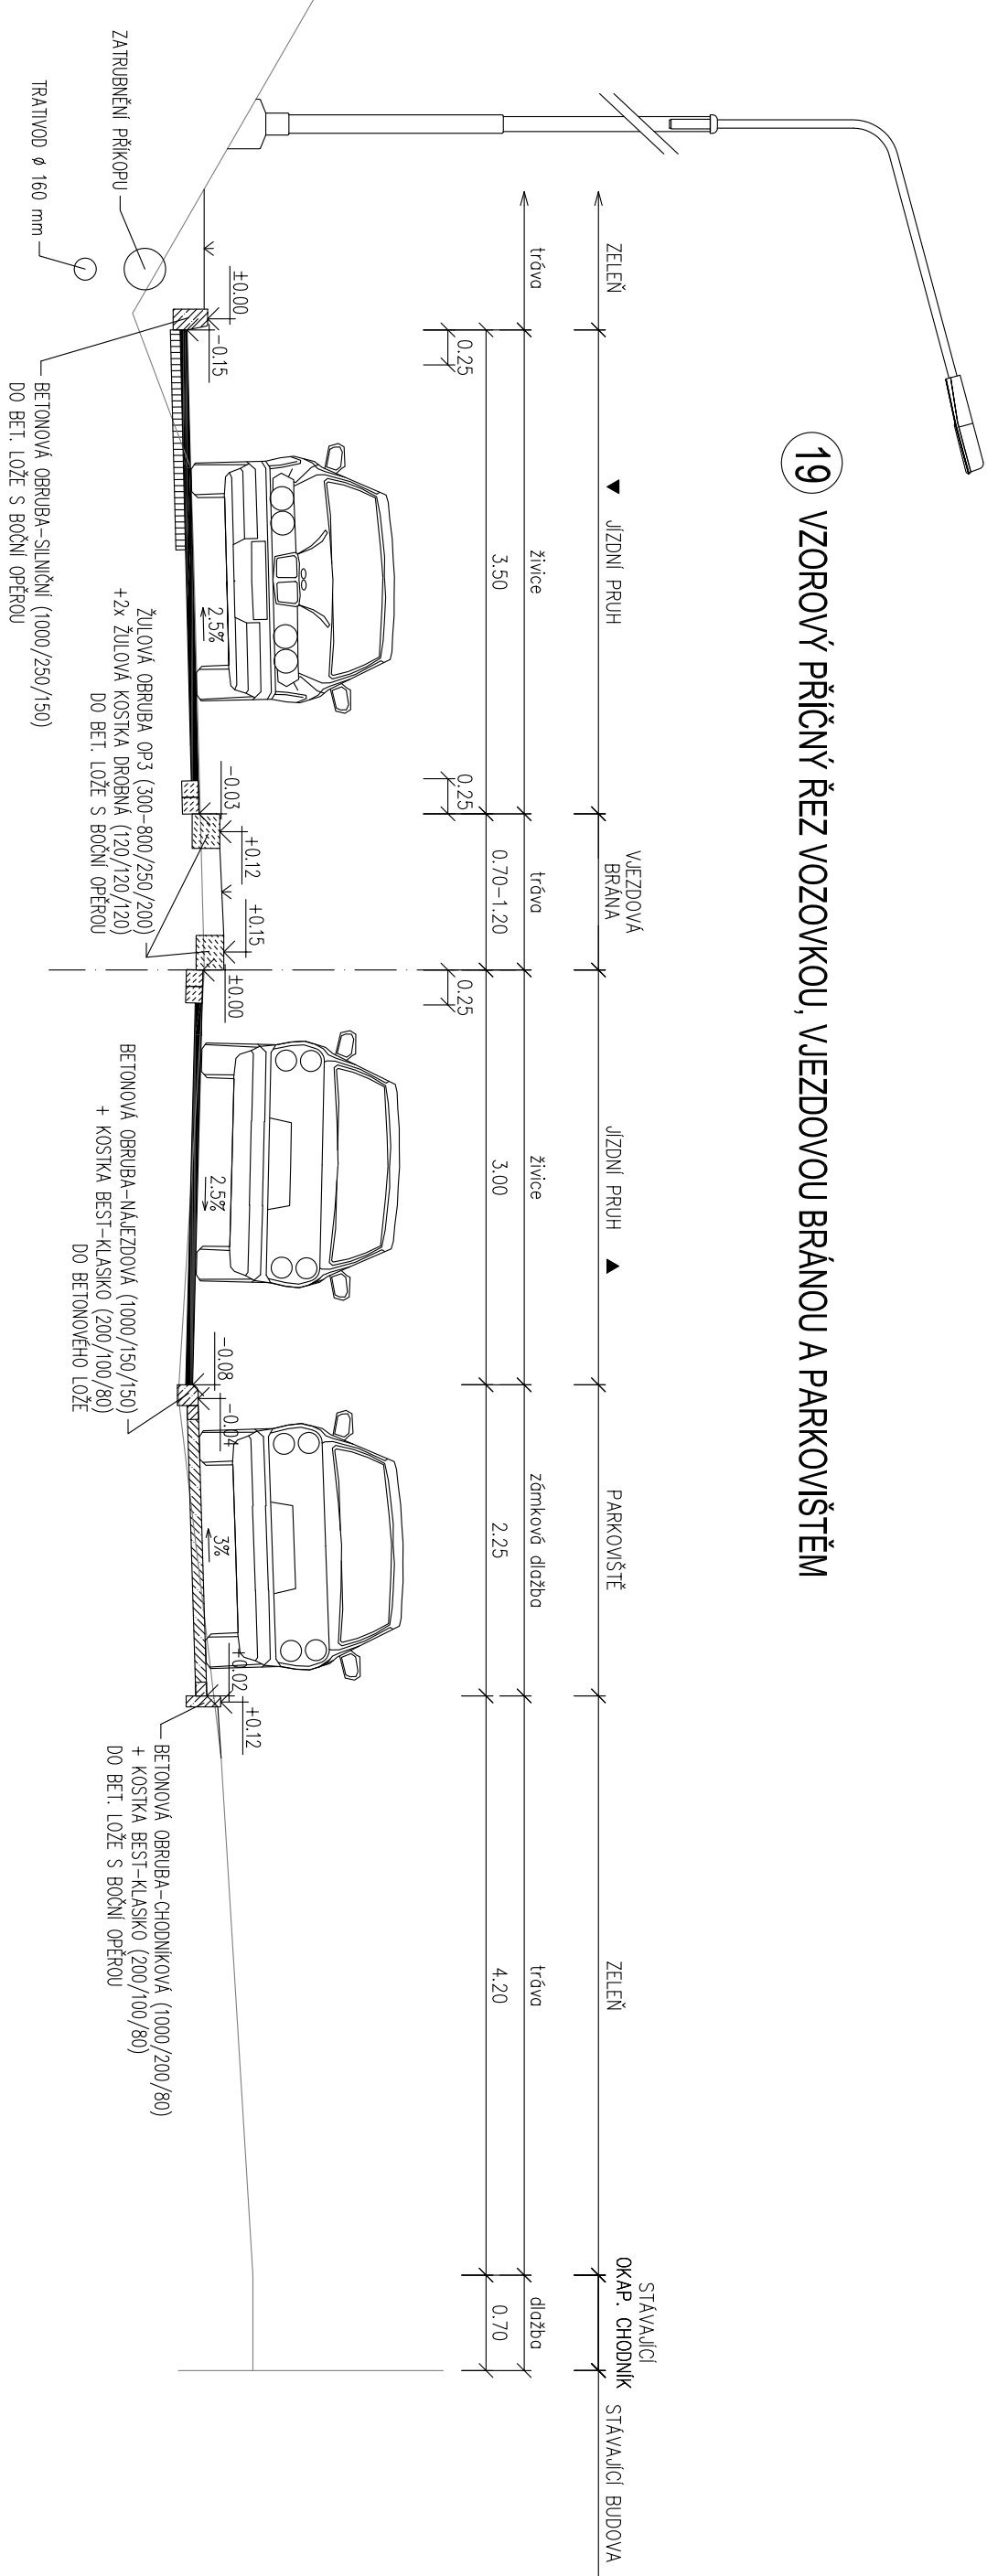 19 VZOROVÝ PŘÍČNÝ ŘEZ VOZOVKOU, VJEZDOVOU BRÁNOU A PARKOVIŠTĚM
ZELEŇ
JÍZDNÍ PRUH
VJEZDOVÁ
BRÁNA
JÍZDNÍ PRUH
PARKOVIŠTĚ
ZELEŇ
STÁVAJÍCÍ
OKAP. CHODNÍK
STÁVAJÍCÍ BUDOVA
tráva
živice
tráva
živice
zámková dlažba
tráva
dlažba
3.50
0.70-1.20
3.00
2.25
4.20
0.70
0.25
0.25
0.25
±0.00
-0.15
2.5%
-0.03
+0.12
+0.15
±0.00
2.5%
-0.08
-0.04
3%
+0.02
+0.12
ZATRUBNĚNÍ PŘÍKOPU
TRATIVOD ø 160 mm
BETONOVÁ OBRUBA-SILNIČNÍ (1000/250/150)
DO BET. LOŽE S BOČNÍ OPĚROU
ŽULOVÁ OBRUBA OP3 (300-800/250/200)
+2x ŽULOVÁ KOSTKA DROBNÁ (120/120/120)
DO BET. LOŽE S BOČNÍ OPĚROU
BETONOVÁ OBRUBA-NÁJEZDOVÁ (1000/150/150)
+ KOSTKA BEST-KLASIKO (200/100/80)
DO BETONOVÉHO LOŽE
BETONOVÁ OBRUBA-CHODNÍKOVÁ (1000/200/80)
+ KOSTKA BEST-KLASIKO (200/100/80)
DO BET. LOŽE S BOČNÍ OPĚROU